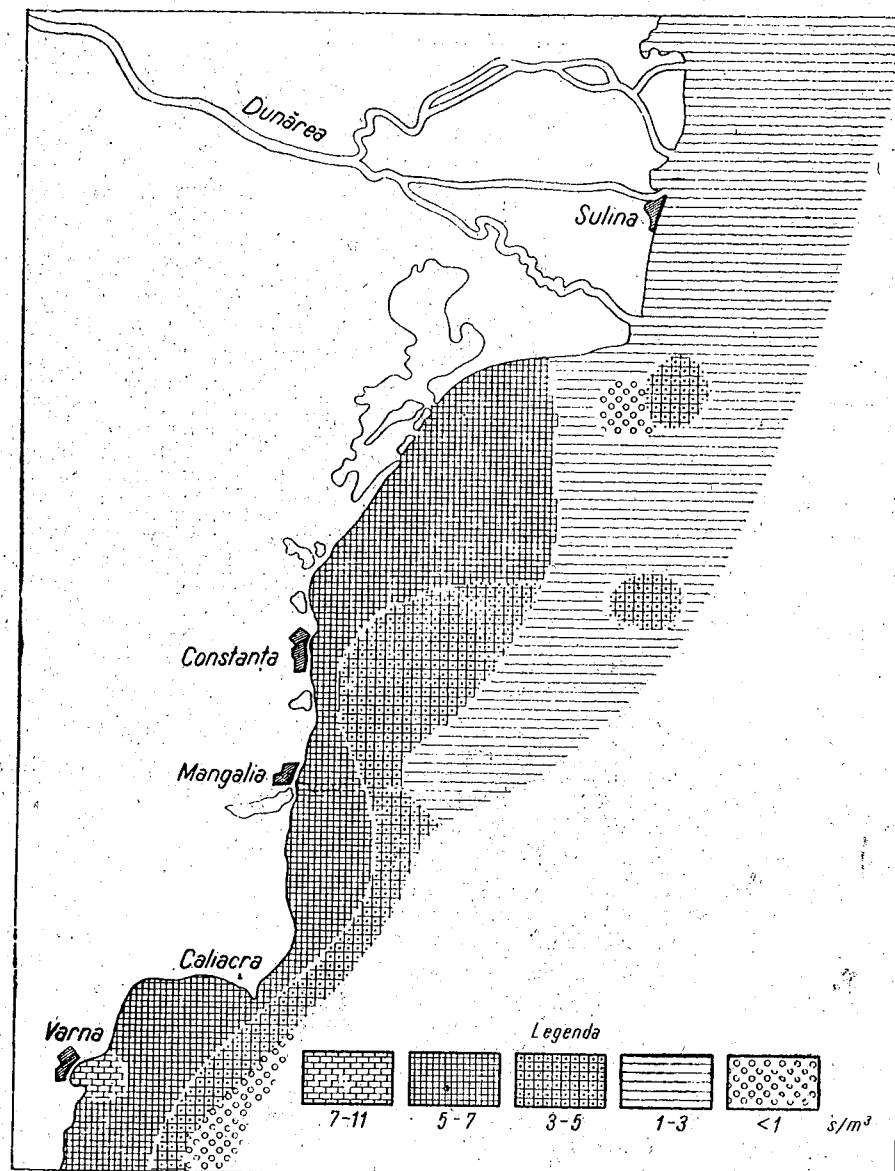 Dunărea
Sulina
Constanța
Mangalia
Caliacra
Varna
Legenda
7-11 5-7 3-5 1-3 <1 s/m³